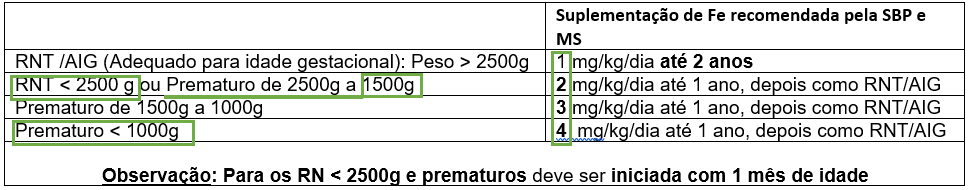 Suplementação de Fe recomendada pela SBP e
MS
RNT /AIG (Adequado para idade gestacional): Peso > 2500g
1 mg/kg/dia até 2 anos
RNT < 2500 g ou Prematuro de 2500g a 1500g
2 mg/kg/dia até 1 ano, depois como RNT/AIG
Prematuro de 1500g a 1000g
3 mg/kg/dia até 1 ano, depois como RNT/AIG
Prematuro < 1000g
4 mg/kg/dia até 1 ano, depois como RNT/AIG
Observação: Para os RN < 2500g e prematuros deve ser iniciada com 1 mês de idade